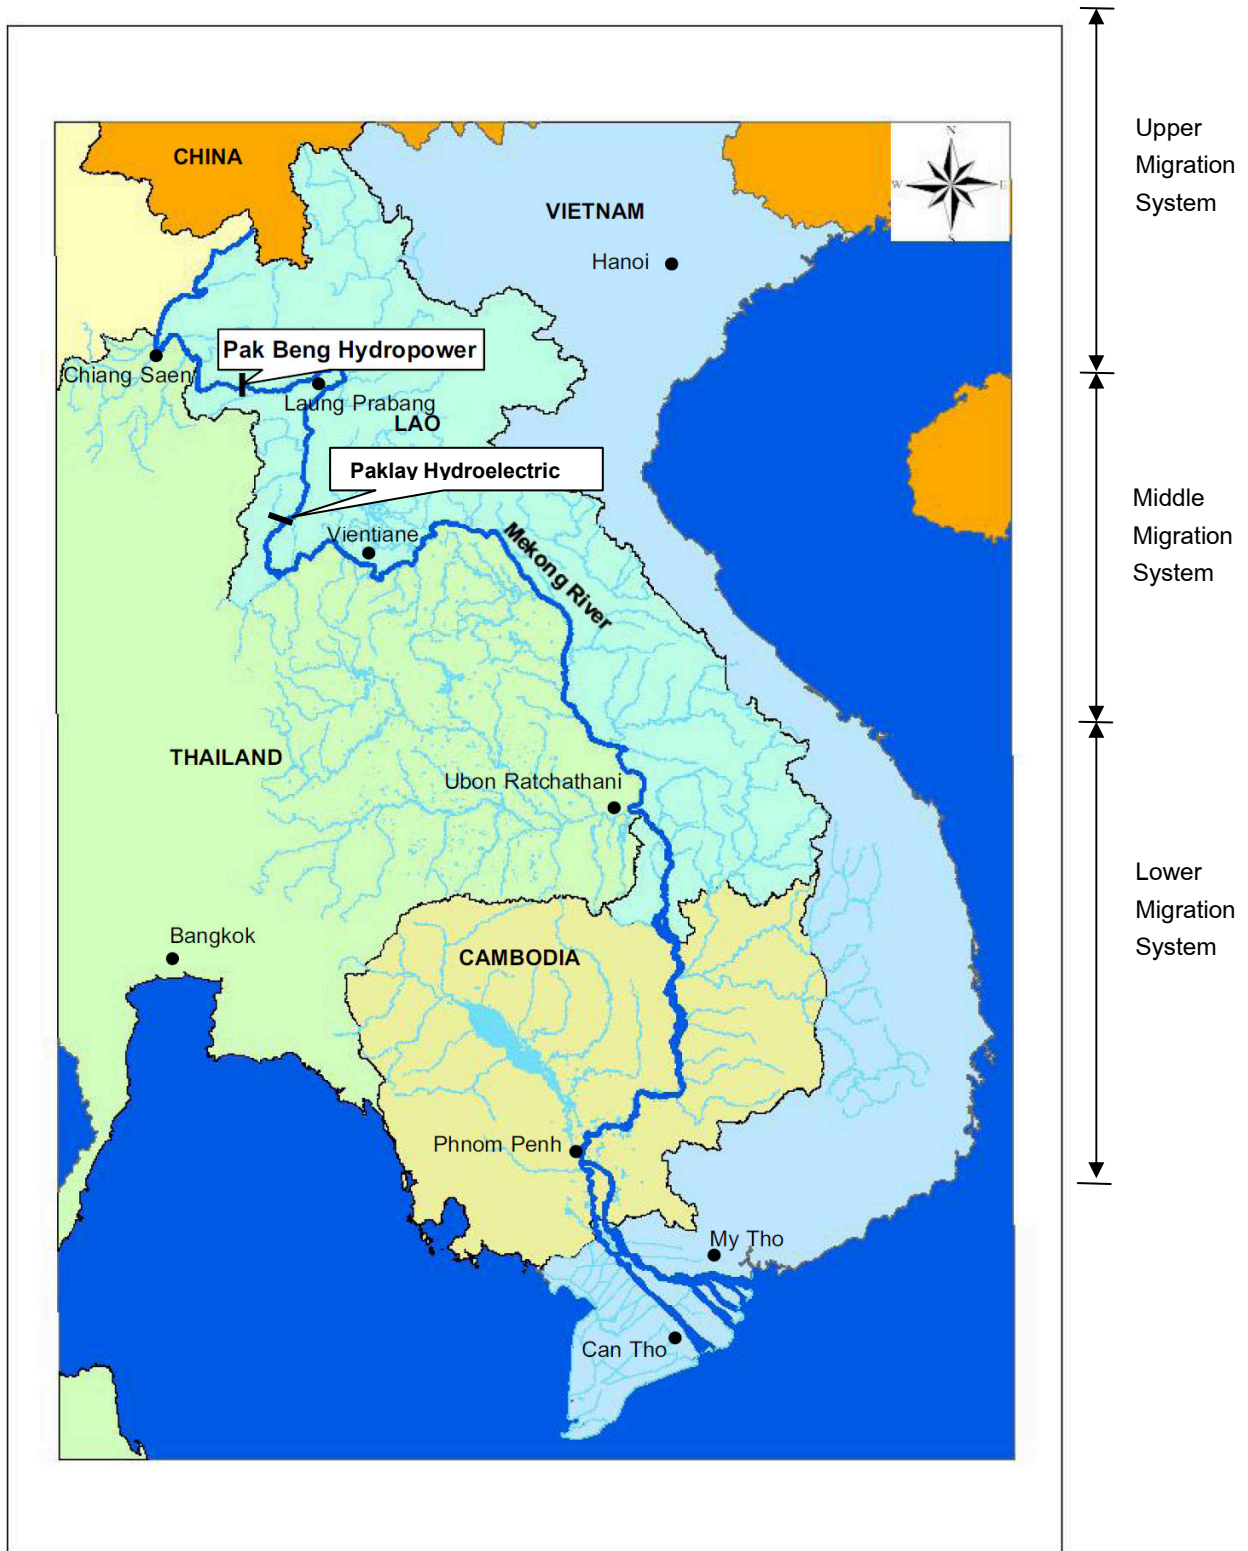 Upper
Migration
System
N
W
E
S
CHINA
VIETNAM
Hanoi
Pak Beng Hydropower
Chiang Saen
Laung Prabang
LAO
Paklay Hydroelectric
Middle
Migration
System
Vientiane
Mekong River
THAILAND
Ubon Ratchathani
Lower
Migration
System
Bangkok
CAMBODIA
Phnom Penh
My Tho
Can Tho